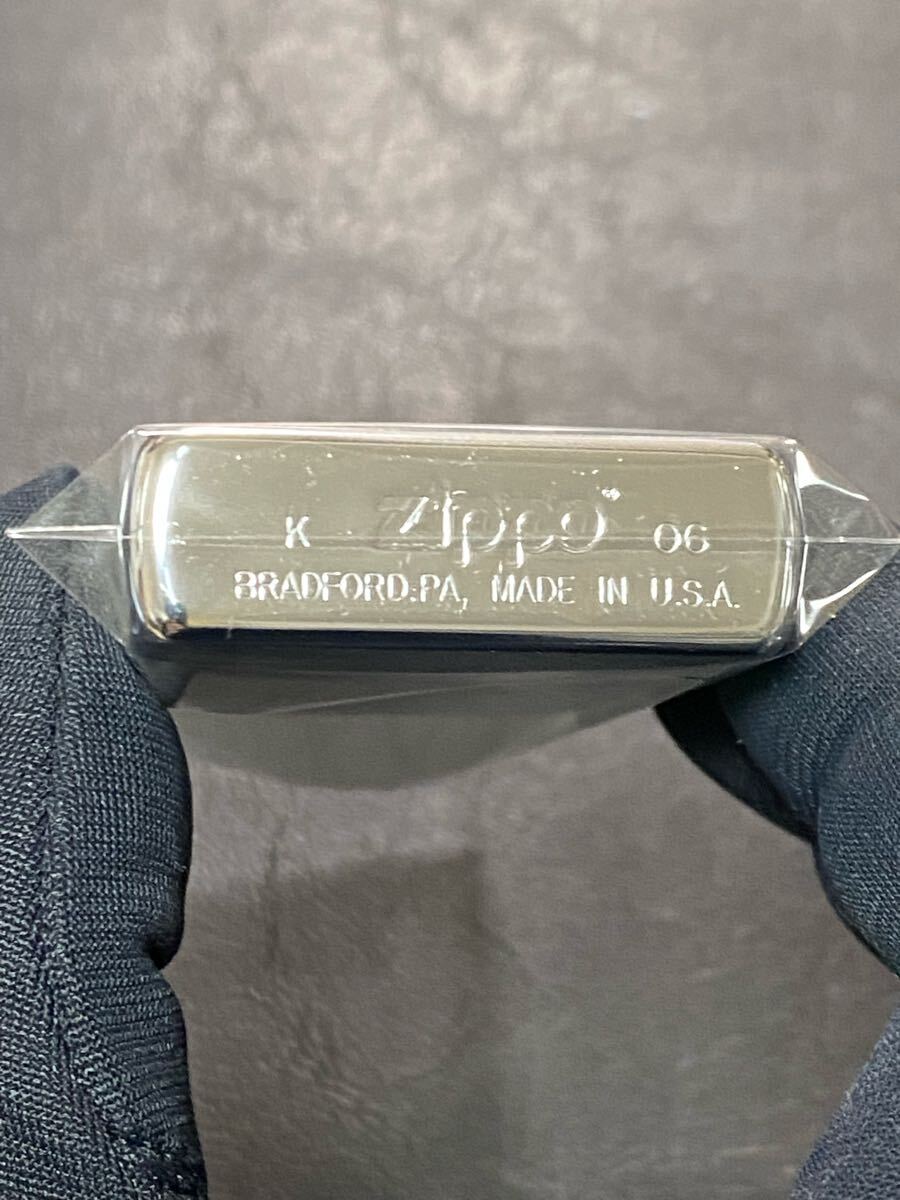 K Zippo® 06
BRADFORD.PA, MADE IN U.S.A.